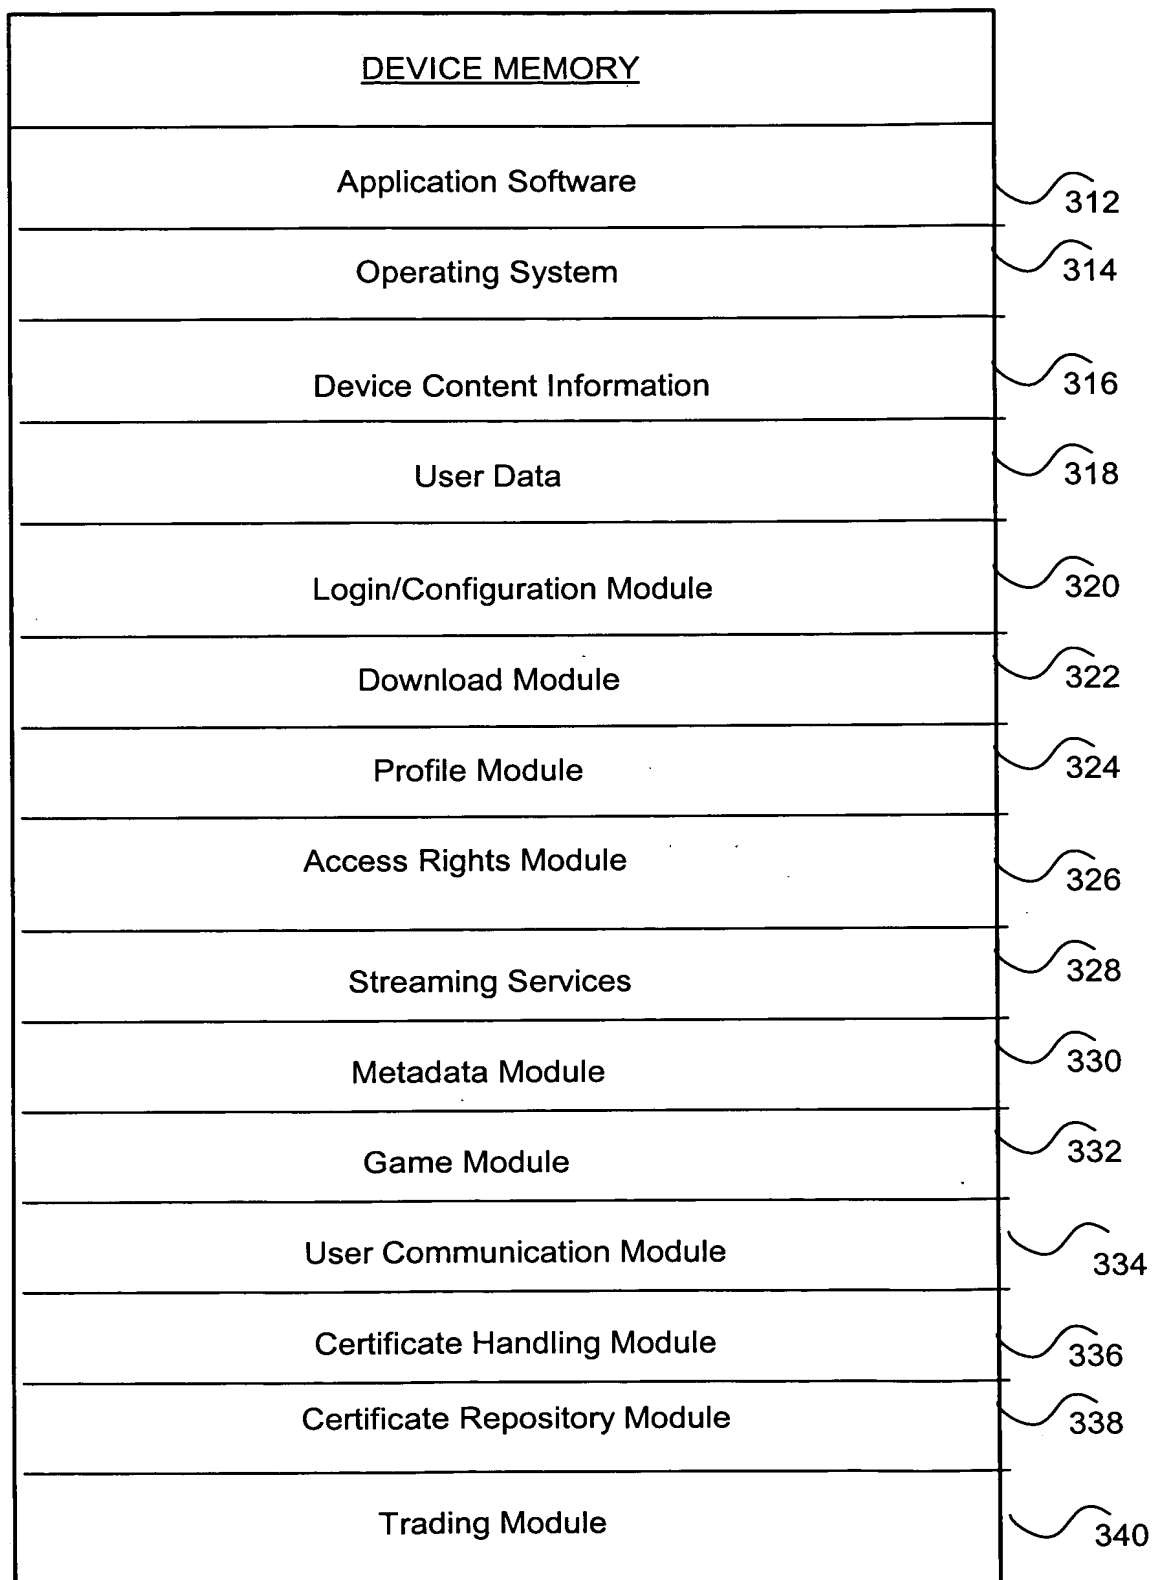 DEVICE MEMORY
Application Software
312
Operating System
314
Device Content Information
316
User Data
318
Login/Configuration Module
320
Download Module
322
Profile Module
324
Access Rights Module
326
Streaming Services
328
Metadata Module
330
Game Module
332
User Communication Module
334
Certificate Handling Module
336
Certificate Repository Module
338
Trading Module
340